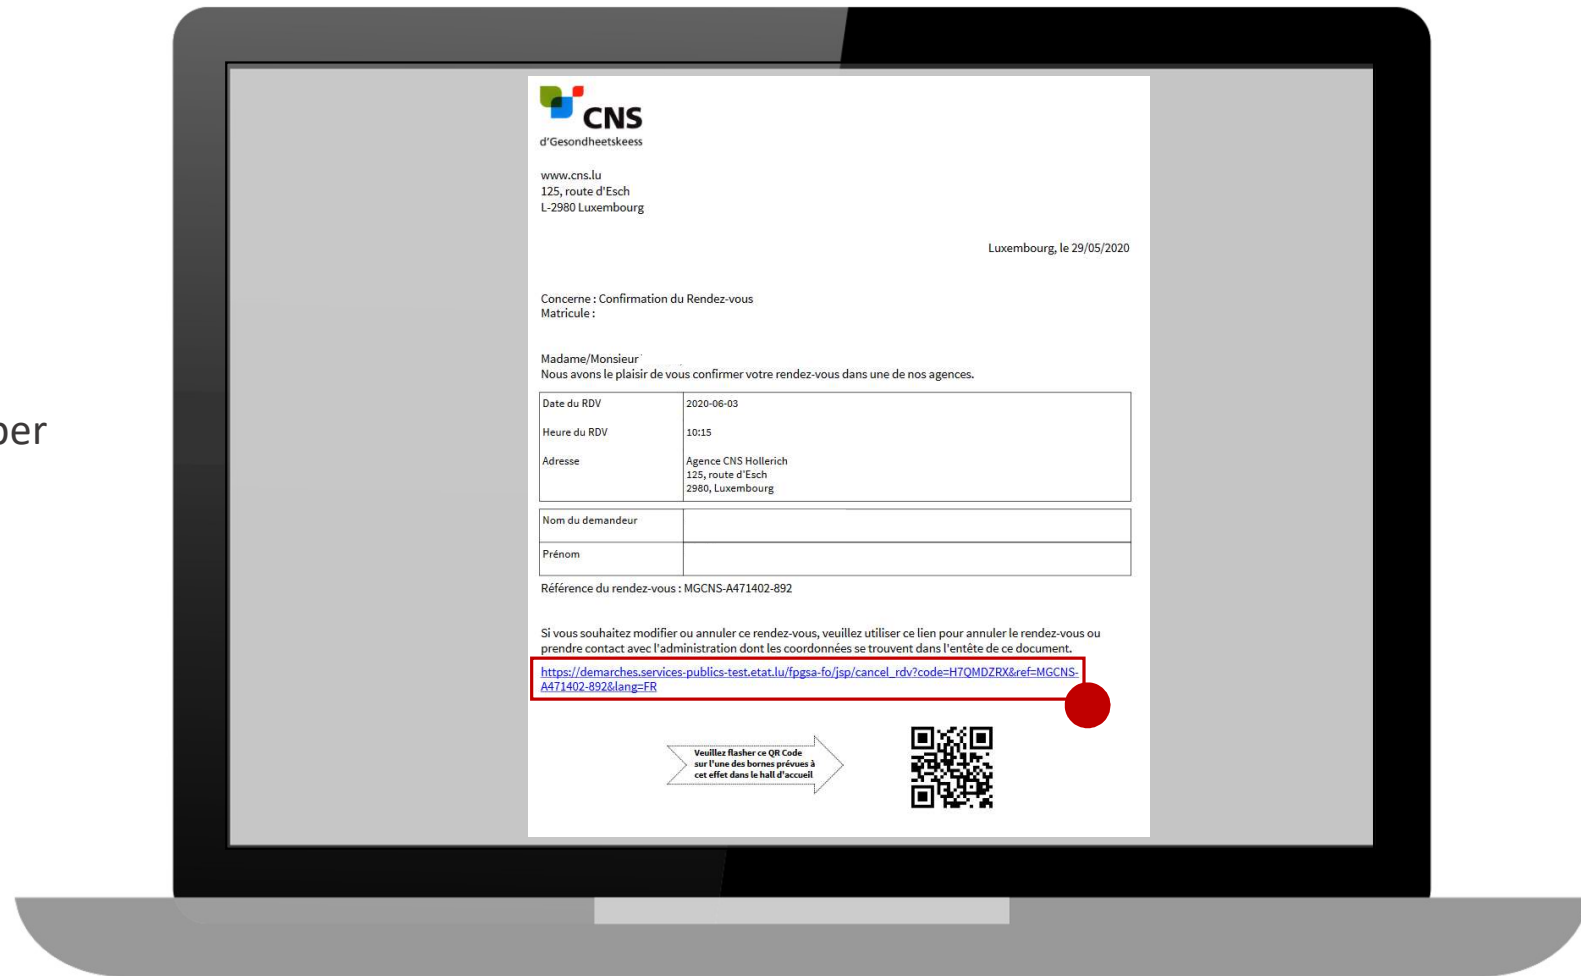 CNS
d'Gesondheetskeess
www.cns.lu
125, route d'Esch
L-2980 Luxembourg
Luxembourg, le 29/05/2020
Concerne : Confirmation du Rendez-vous
Matricule :
Madame/Monsieur
Nous avons le plaisir de vous confirmer votre rendez-vous dans une de nos agences.
Date du RDV 2020-06-03
Heure du RDV 10:15
Adresse Agence CNS Hollerich
125, route d'Esch
2980, Luxembourg
Nom du demandeur
Prénom
Référence du rendez-vous : MGCNS-A471402-892
Si vous souhaitez modifier ou annuler ce rendez-vous, veuillez utiliser ce lien pour annuler le rendez-vous ou
prendre contact avec l'administration dont les coordonnées se trouvent dans l'entête de ce document.
https://demarches.services-publics-test.etat.lu/fpgsa-fo/jsp/cancel_rdv?code=H7QMDZRX&ref=MGCNS-
A471402-892&lang=FR
Veuillez flasher ce QR Code
sur l'une des bornes prévues à
cet effet dans le hall d'accueil